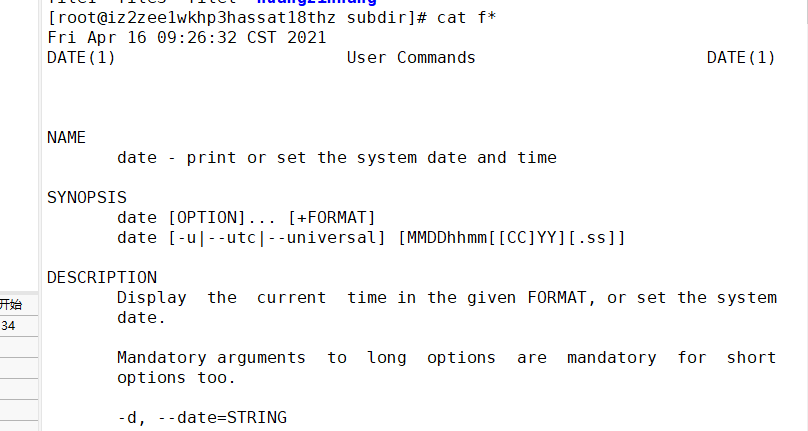 [root@iz2zee1wkhp3hassat18thz subdir]# cat f*
Fri Apr 16 09:26:32 CST 2021
DATE(1) User Commands DATE(1)
NAME
date - print or set the system date and time
SYNOPSIS
date [OPTION]... [+FORMAT]
date [-u|--utc|--universal] [MMDDhhmm[[CC]YY][.ss]]
DESCRIPTION
Display the current time in the given FORMAT, or set the system
date.
Mandatory arguments to long options are mandatory for short
options too.
-d, --date=STRING
开始
34